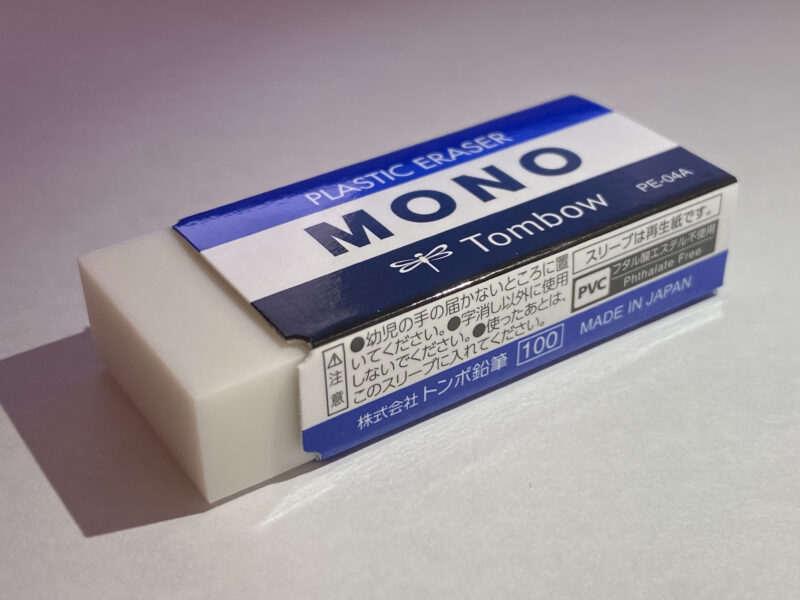 PLASTIC ERASER
MONO
Tombow
PE-04A
⚠注意
●幼児の手の届かないところに置
いてください。●字消し以外に使用
しないでください。●使ったあとは、
このスリーブに入れてください。
スリーブは再生紙です。
PVC
フタル酸エステル不使用
Phthalate Free
株式会社トンボ鉛筆
100
MADE IN JAPAN